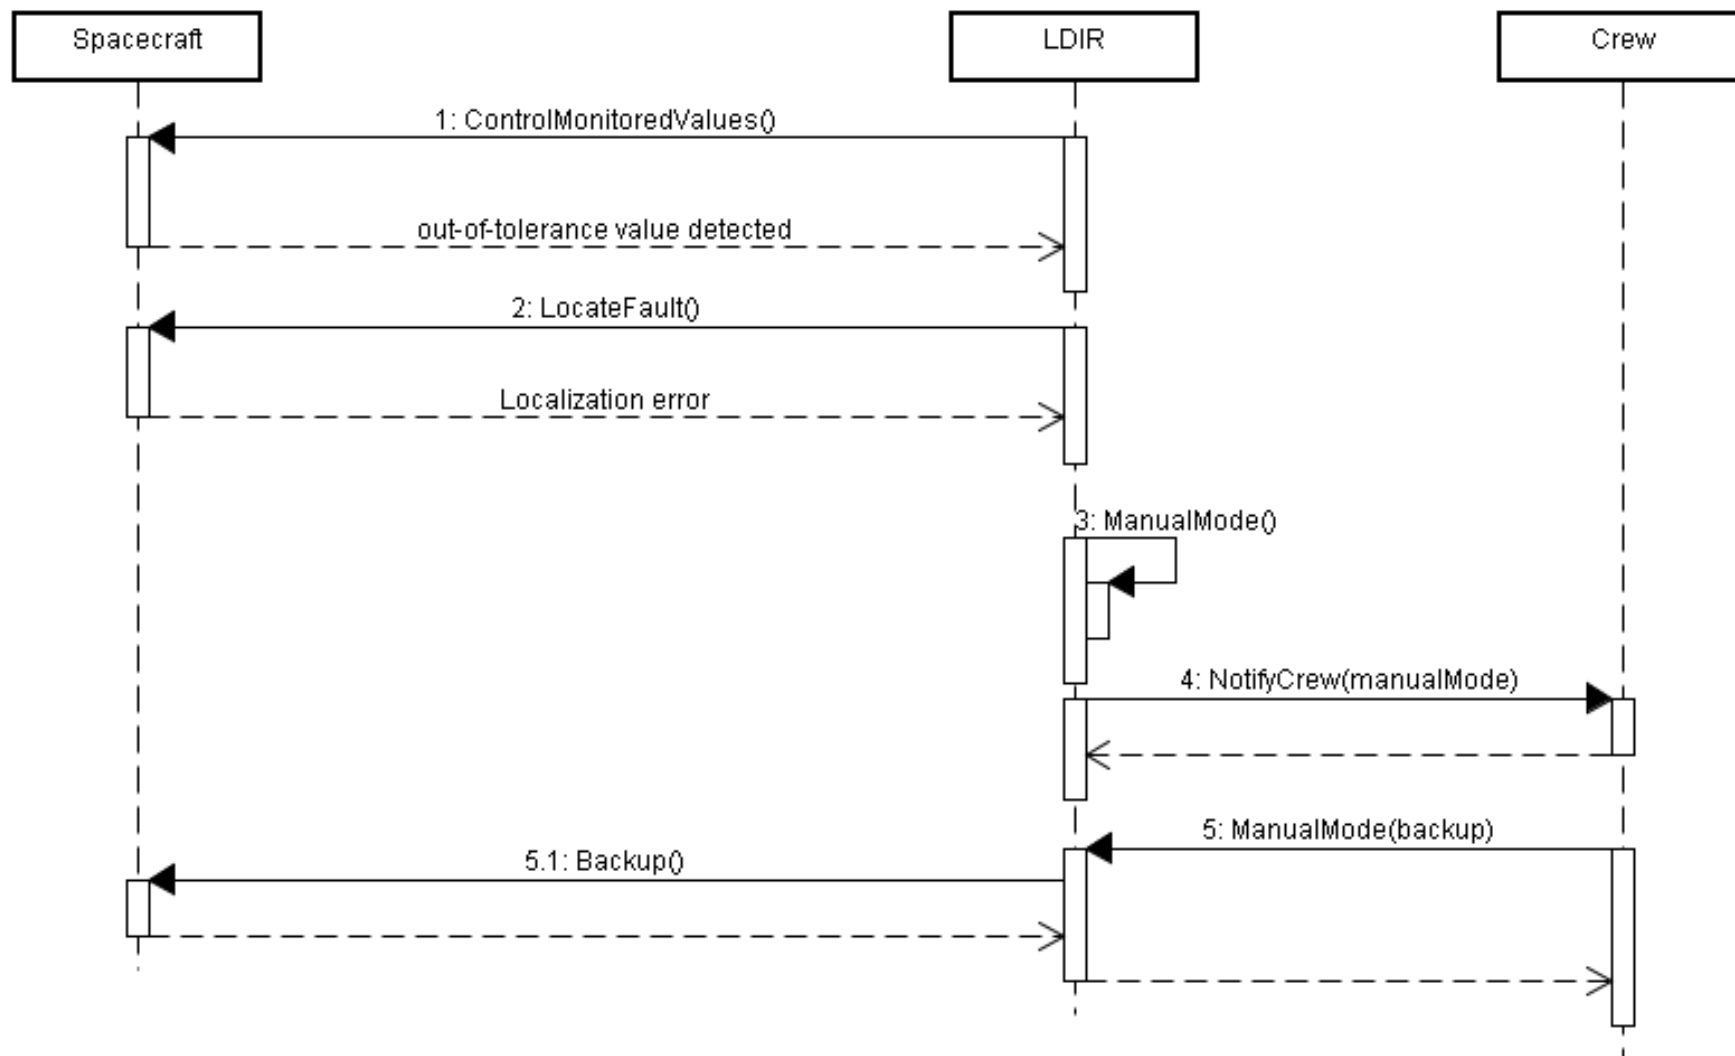 Spacecraft
LDIR
Crew
1: ControlMonitoredValues()
out-of-tolerance value detected
2: LocateFault()
Localization error
3: ManualMode()
4: NotifyCrew(manualMode)
5: ManualMode(backup)
5.1: Backup()